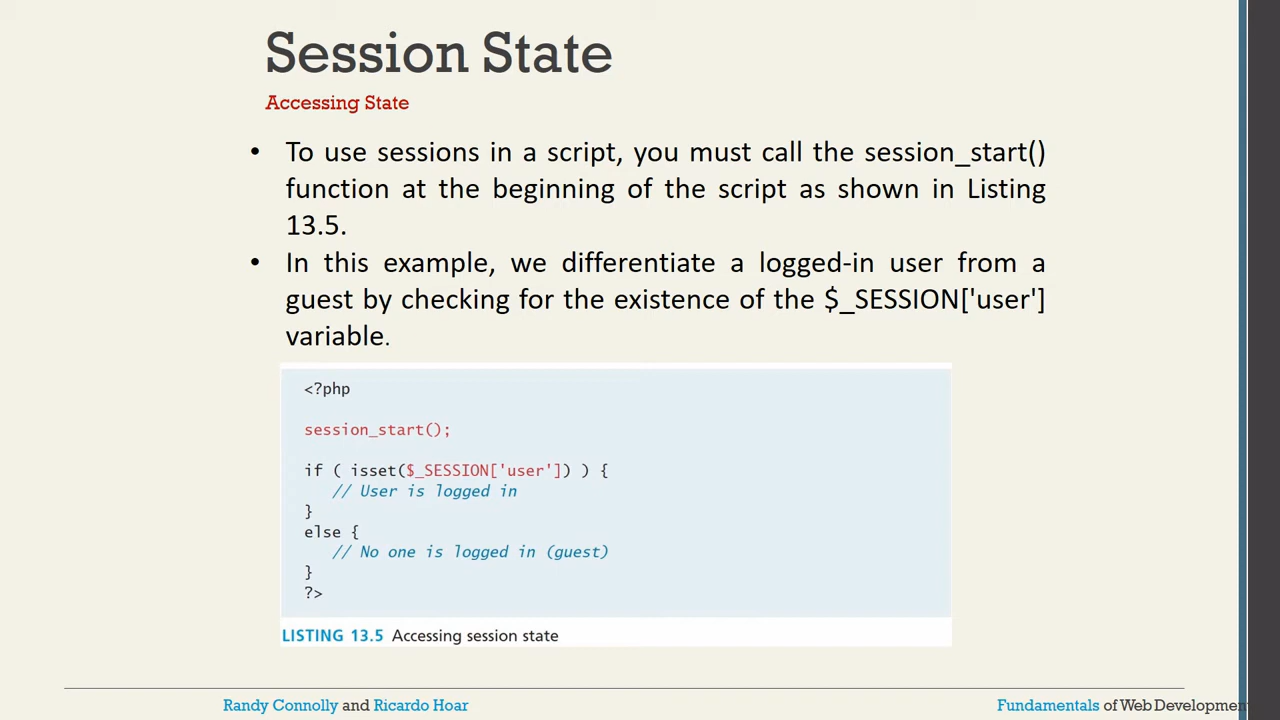 Session State
Accessing State
• To use sessions in a script, you must call the session_start()
function at the beginning of the script as shown in Listing
13.5.
• In this example, we differentiate a logged-in user from a
guest by checking for the existence of the $_SESSION['user']
variable.
<?php
session_start();
if ( isset($_SESSION['user']) ) {
// User is logged in
}
else {
// No one is logged in (guest)
}
?>
LISTING 13.5 Accessing session state
Randy Connolly and Ricardo Hoar
Fundamentals of Web Development